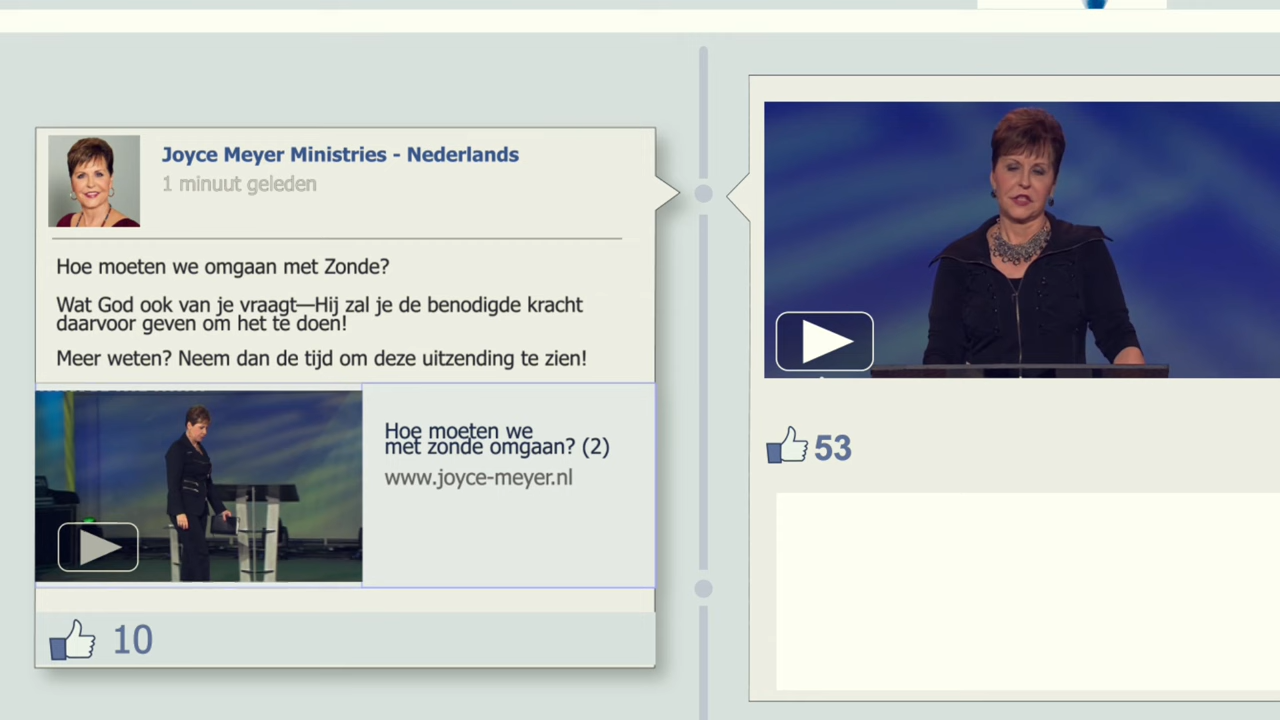 Joyce Meyer Ministries - Nederlands
1 minuut geleden
Hoe moeten we omgaan met Zonde?
Wat God ook van je vraagt—Hij zal je de benodigde kracht
daarvoor geven om het te doen!
Meer weten? Neem dan de tijd om deze uitzending te zien!
Hoe moeten we
met zonde omgaan? (2)
www.joyce-meyer.nl
10
53